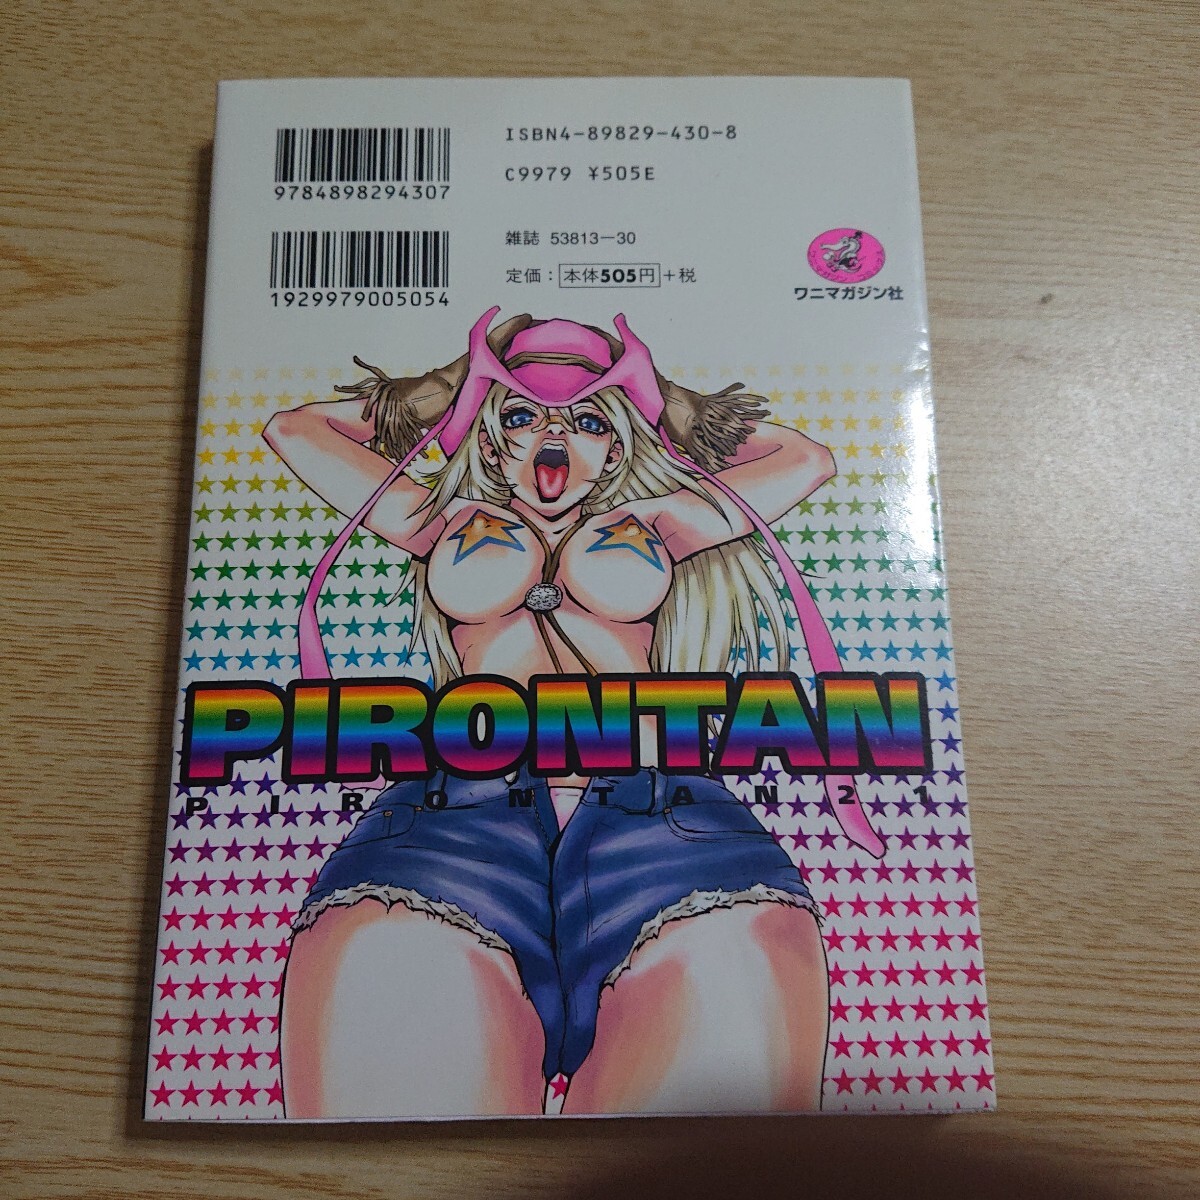 9784898294307
ISBN4-89829-430-8
C9979 ¥505E
1929979005054
雑誌 53813-30
定価：本体505円+税
ワニマガジン社
PIRONTAN
PIRONTAN21